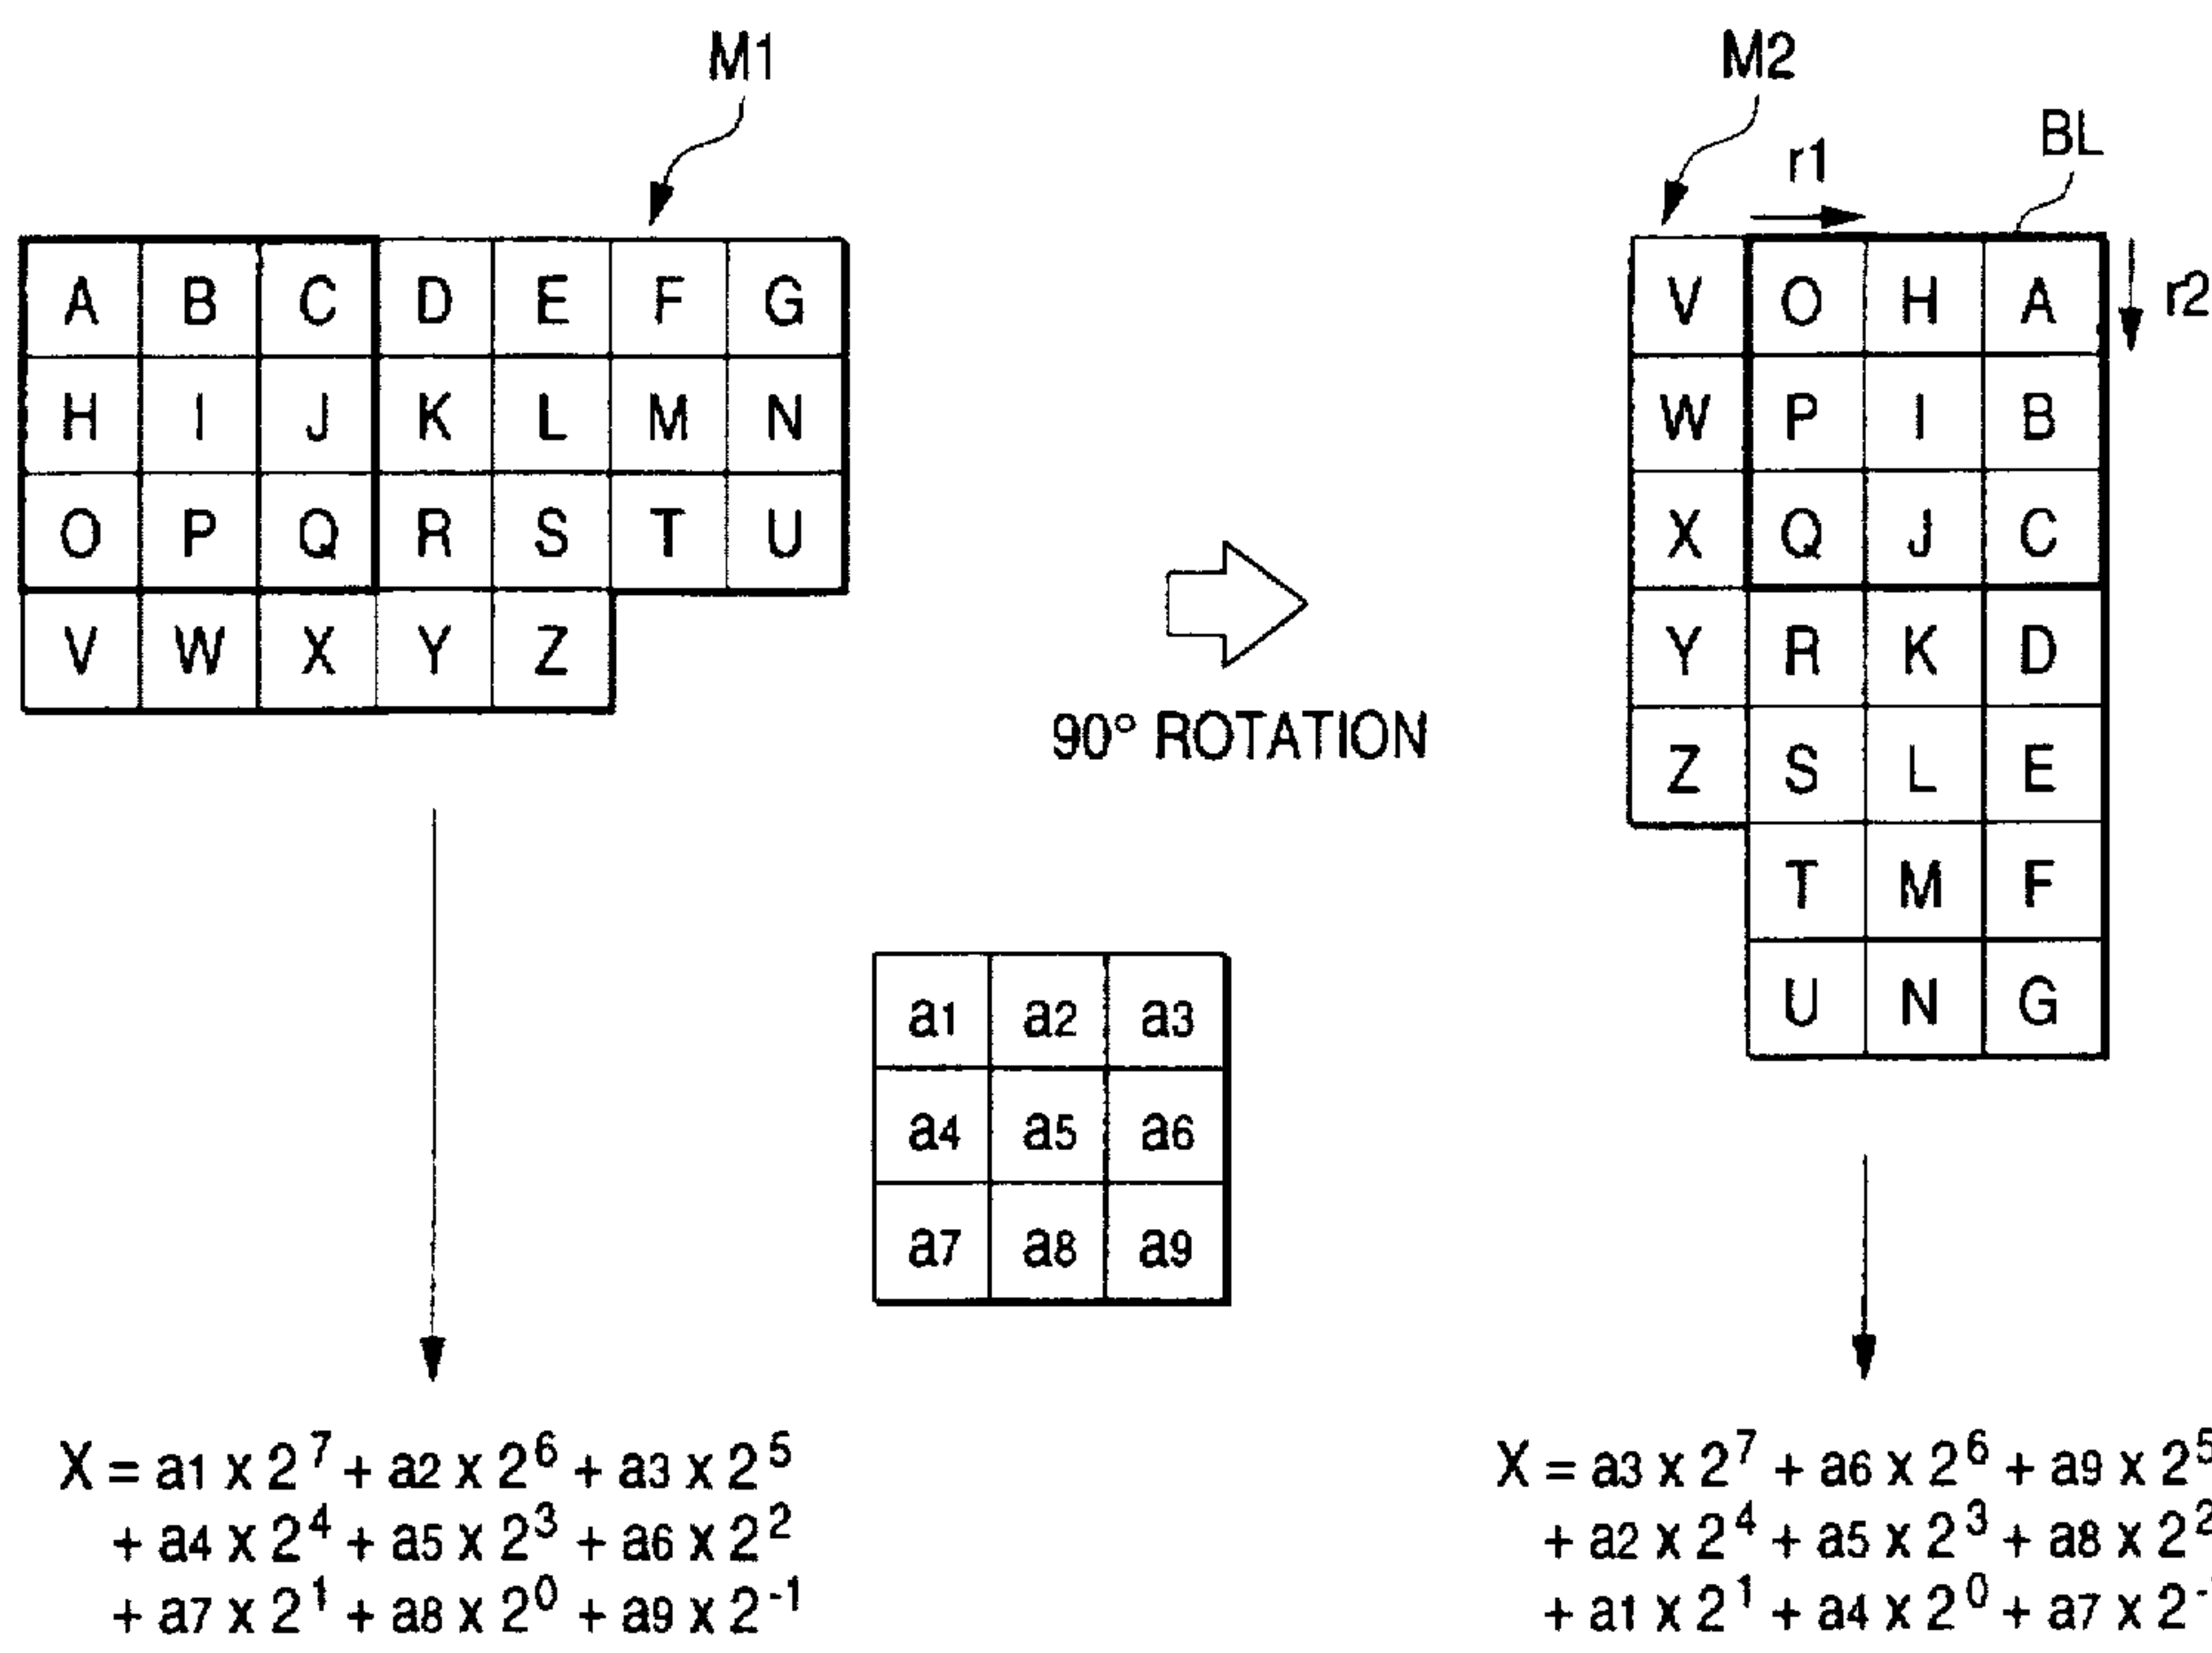 M1
A B C D E F G
H I J K L M N
O P Q R S T U
V W X Y Z
90° ROTATION
M2
r1
BL
r2
V O H A
W P I B
X Q J C
Y R K D
Z S L E
T M F
U N G
a1 a2 a3
a4 a5 a6
a7 a8 a9
X = a1 x 2^7 + a2 x 2^6 + a3 x 2^5
+ a4 x 2^4 + a5 x 2^3 + a6 x 2^2
+ a7 x 2^1 + a8 x 2^0 + a9 x 2^-1
X = a3 x 2^7 + a6 x 2^6 + a9 x 2^5
+ a2 x 2^4 + a5 x 2^3 + a8 x 2^2
+ a1 x 2^1 + a4 x 2^0 + a7 x 2^-